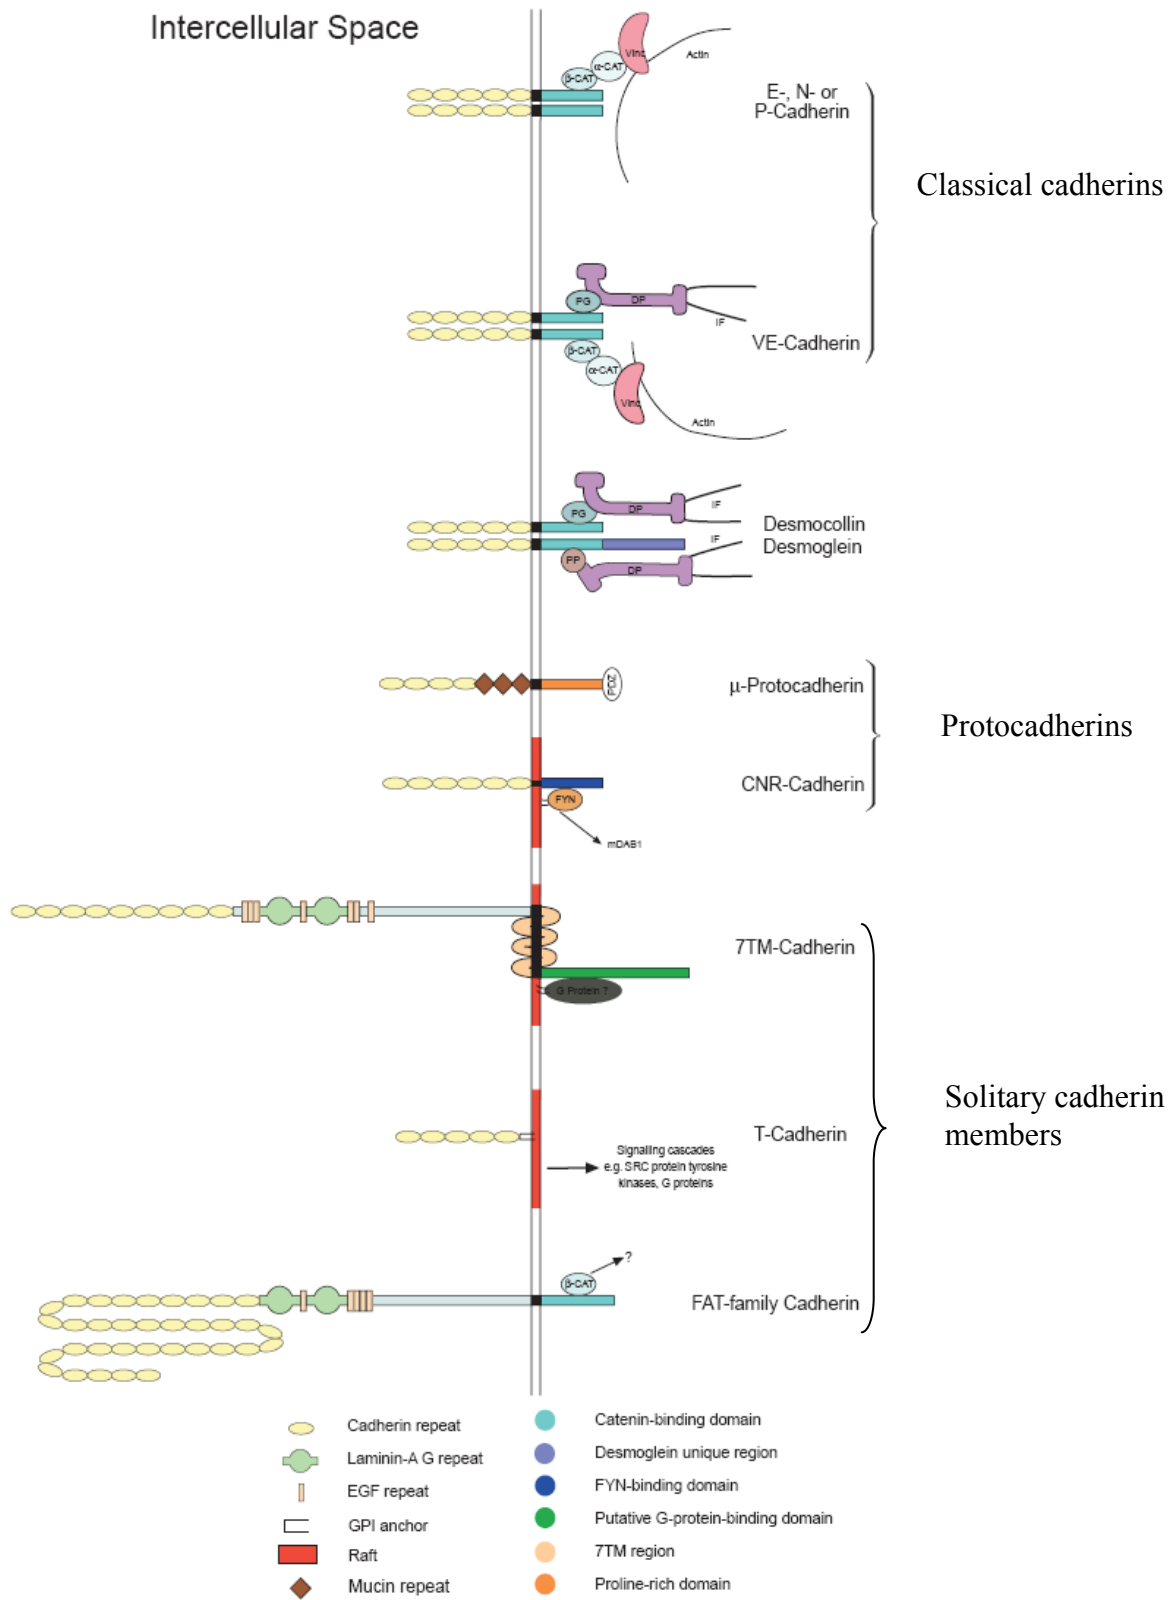 Intercellular Space
Vinc
α-CAT
β-CAT
Actin
E-, N- or
P-Cadherin
Classical cadherins
PG
DP
IF
VE-Cadherin
β-CAT
α-CAT
Vinc
Actin
PG
DP
IF
Desmocollin
Desmoglein
IF
PP
DP
μ-Protocadherin
PDZ
Protocadherins
CNR-Cadherin
FYN
mDAB1
7TM-Cadherin
G Protein ?
Solitary cadherin
members
T-Cadherin
Signalling cascades
e.g. SRC protein tyrosine
kinases, G proteins
?
β-CAT
FAT-family Cadherin
Cadherin repeat
Laminin-A G repeat
EGF repeat
GPI anchor
Raft
Mucin repeat
Catenin-binding domain
Desmoglein unique region
FYN-binding domain
Putative G-protein-binding domain
7TM region
Proline-rich domain